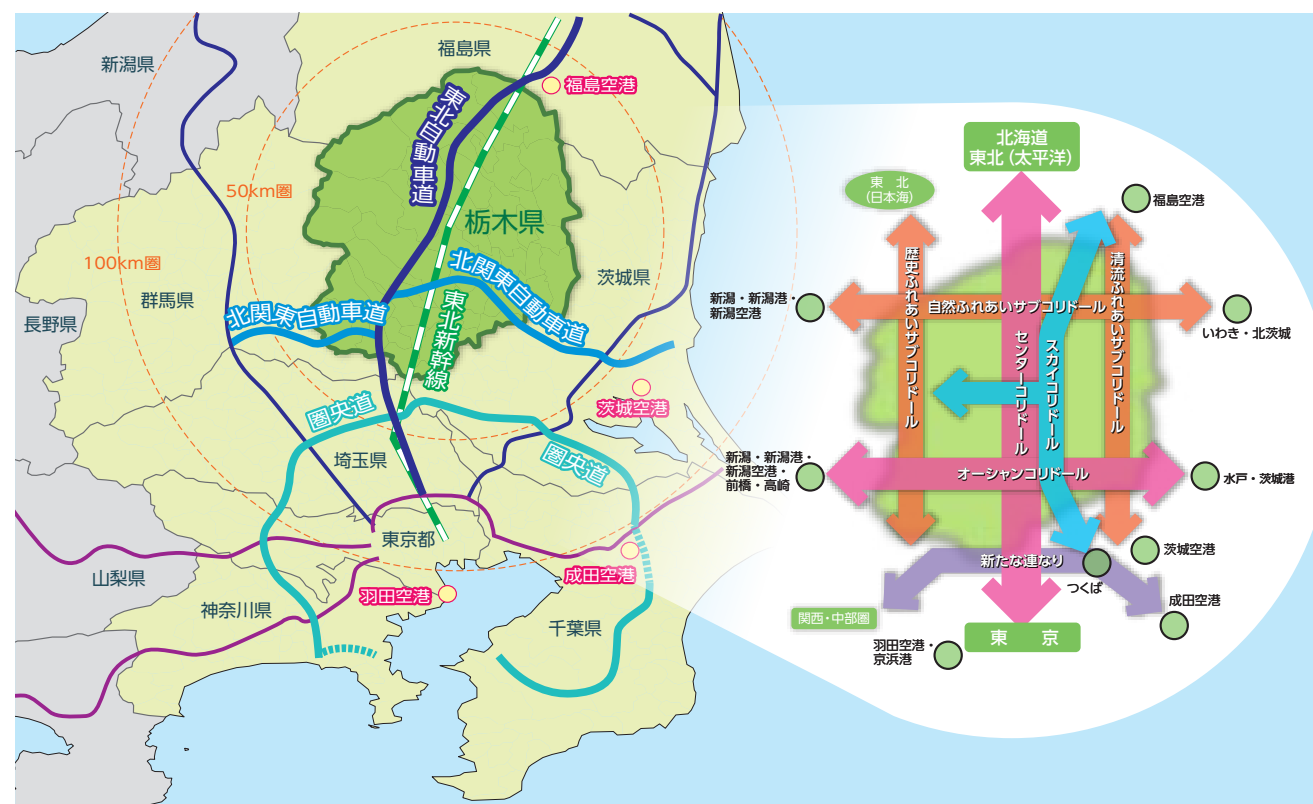 新潟県
福島県
福島空港
東北自動車道
50km圏
栃木県
100km圏
群馬県
茨城県
長野県
北関東自動車道
北関東自動車道
東北新幹線
茨城空港
圏央道
圏央道
埼玉県
東京都
成田空港
山梨県
羽田空港
神奈川県
千葉県
北海道
東北(太平洋)
東 北
(日本海)
福島空港
歴史ふれあいサブコリドール
清流ふれあいサブコリドール
新潟・新潟港・
新潟空港
自然ふれあいサブコリドール
いわき・北茨城
センターコリドール
スカイコリドール
新潟・新潟港・
新潟空港・
前橋・高崎
オーシャンコリドール
水戸・茨城港
茨城空港
新たな連なり
つくば
成田空港
関西・中部圏
東 京
羽田空港・
京浜港